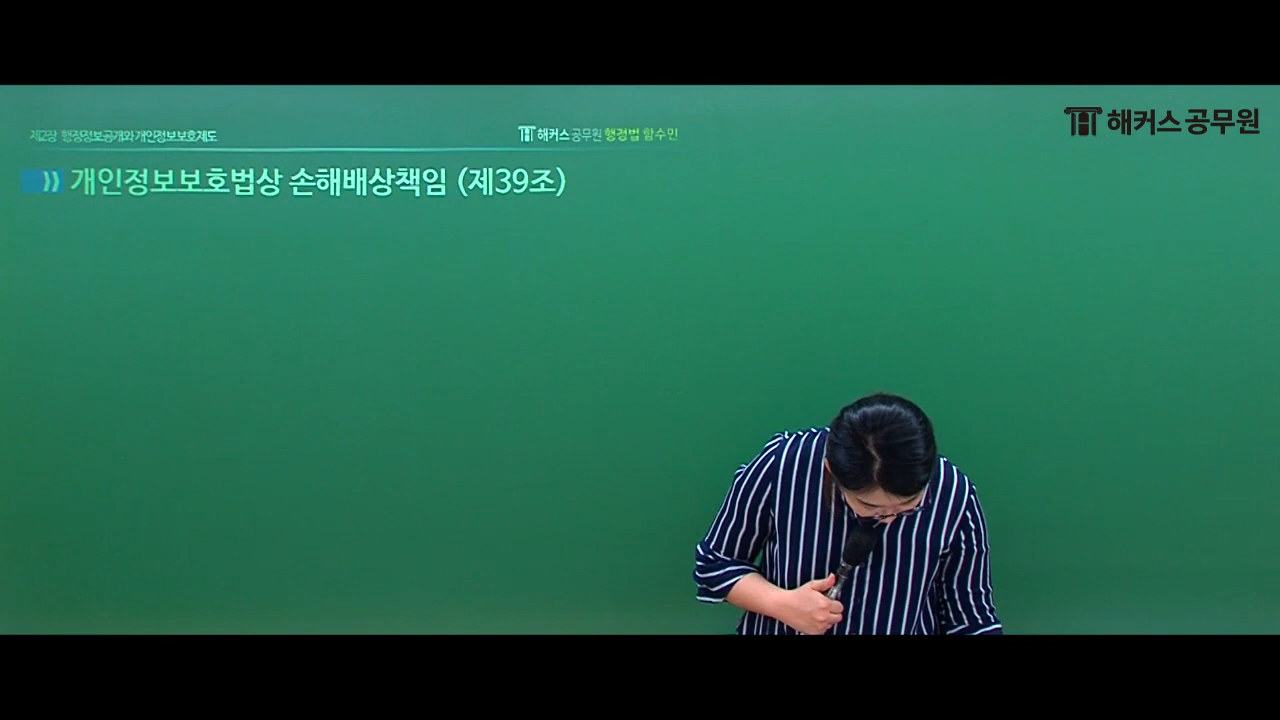 제2장 행정정보공개와 개인정보보호제도
해커스 공무원 행정법 함수민
해커스 공무원
개인정보보호법상 손해배상책임 (제39조)